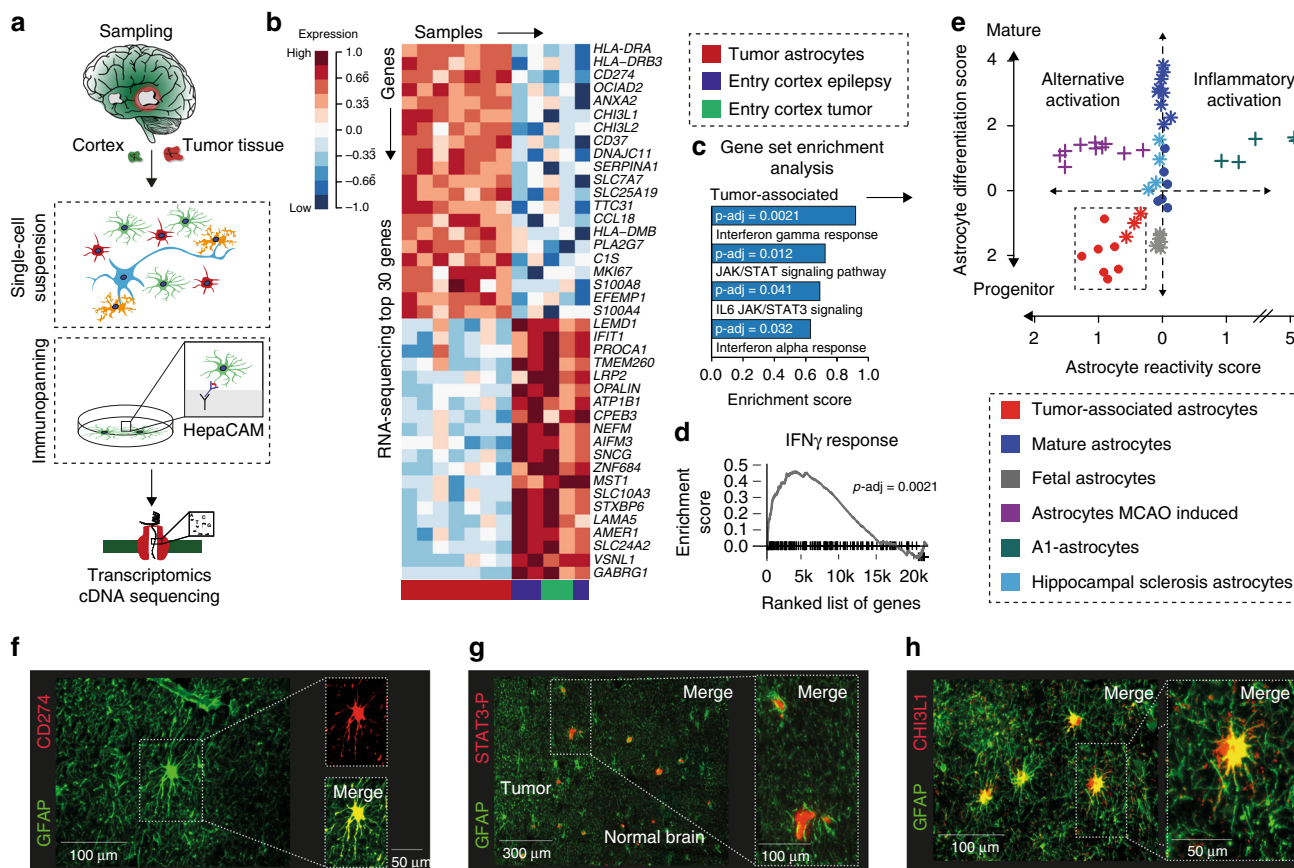 a
Sampling
Cortex
Tumor tissue
Single-cell
suspension
Immunopanning
HepaCAM
Transcriptomics
cDNA sequencing
b
Samples
Expression
High
1.0
0.66
0.33
0.0
−0.33
−0.66
−1.0
Low
Genes
RNA-sequencing top 30 genes
HLA-DRA
HLA−DRB3
CD274
OCIAD2
ANXA2
CHI3L1
CHI3L2
CD37
DNAJC11
SERPINA1
SLC7A7
SLC25A19
TTC31
CCL18
HLA-DMB
PLA2G7
C1S
MKI67
S100A8
EFEMP1
S100A4
LEMD1
IFIT1
PROCA1
TMEM260
LRP2
OPALIN
ATP1B1
CPEB3
NEFM
AIFM3
SNCG
ZNF684
MST1
SLC10A3
STXBP6
LAMA5
AMER1
SLC24A2
VSNL1
GABRG1
Tumor astrocytes
Entry cortex epilepsy
Entry cortex tumor
c
Gene set enrichment
analysis
Tumor-associated
p-adj = 0.0021
Interferon gamma response
p-adj = 0.012
JAK/STAT signaling pathway
p-adj = 0.041
IL6 JAK/STAT3 signaling
p-adj = 0.032
Interferon alpha response
0.0 0.2 0.4 0.6 0.8 1.0
Enrichment score
d
IFNγ response
Enrichment
score
0.5
0.4
0.3
0.2
0.1
0.0
p-adj = 0.0021
0 5k 10k 15k 20k
Ranked list of genes
e
Mature
Astrocyte differentiation score
4
2
0
2
Alternative
activation
Inflammatory
activation
Progenitor
2 1 0 1 5
Astrocyte reactivity score
Tumor-associated astrocytes
Mature astrocytes
Fetal astrocytes
Astrocytes MCAO induced
A1-astrocytes
Hippocampal sclerosis astrocytes
f
GFAP CD274
100 μm
Merge
50 μm
g
GFAP STAT3-P
Merge
Tumor
Normal brain
300 μm
Merge
100 μm
h
GFAP CHI3L1
Merge
100 μm
Merge
50 μm